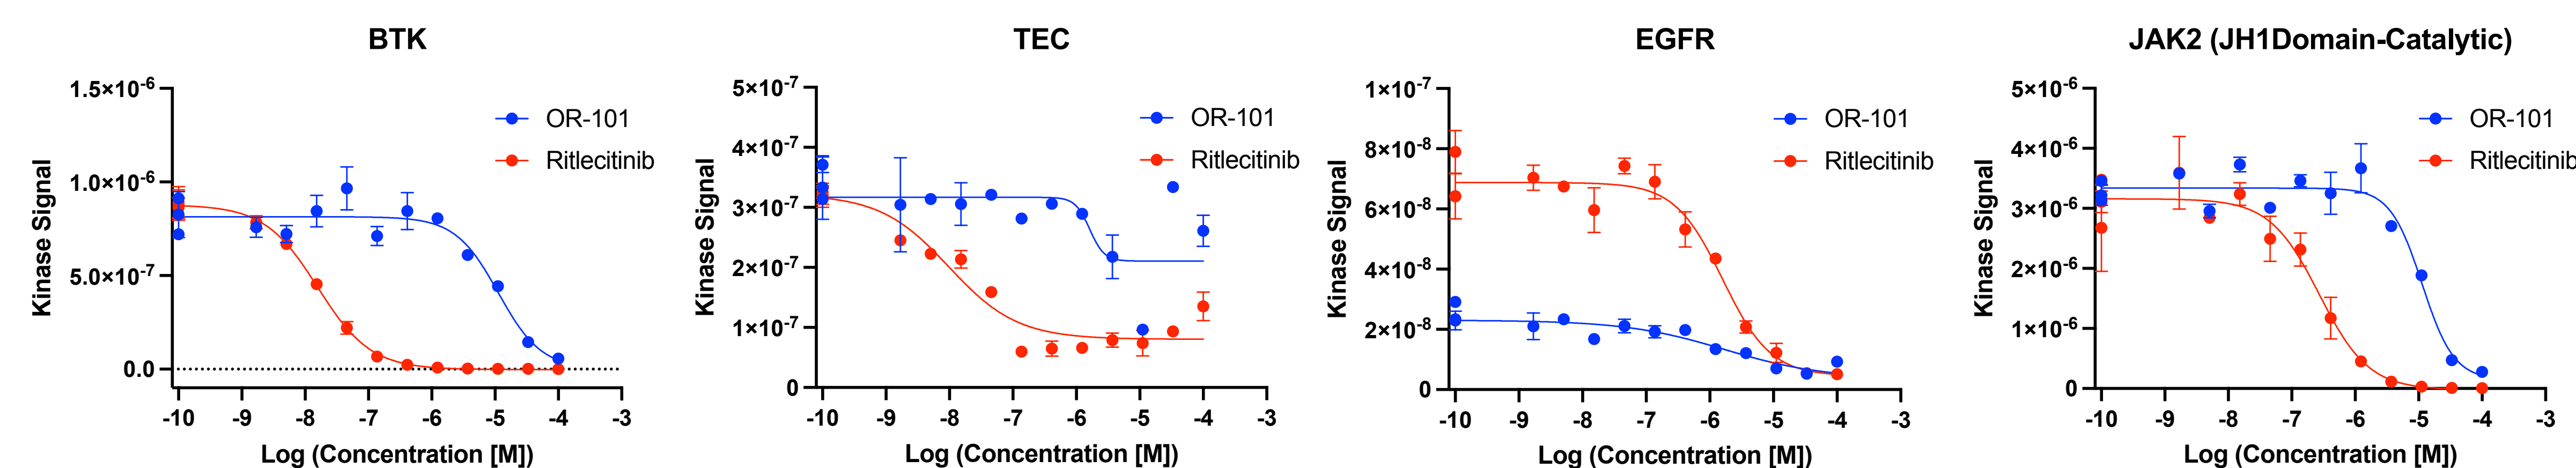 BTK
Kinase Signal
1.5×10-6
1.0×10-6
5.0×10-7
0.0
-10 -9 -8 -7 -6 -5 -4 -3
Log (Concentration [M])
OR-101
Ritlecitinib
TEC
Kinase Signal
5×10-7
4×10-7
3×10-7
2×10-7
1×10-7
0
-10 -9 -8 -7 -6 -5 -4 -3
Log (Concentration [M])
OR-101
Ritlecitinib
EGFR
Kinase Signal
1×10-7
8×10-8
6×10-8
4×10-8
2×10-8
0
-10 -9 -8 -7 -6 -5 -4 -3
Log (Concentration [M])
OR-101
Ritlecitinib
JAK2 (JH1Domain-Catalytic)
Kinase Signal
5×10-6
4×10-6
3×10-6
2×10-6
1×10-6
0
-10 -9 -8 -7 -6 -5 -4 -3
Log (Concentration [M])
OR-101
Ritlecitinib